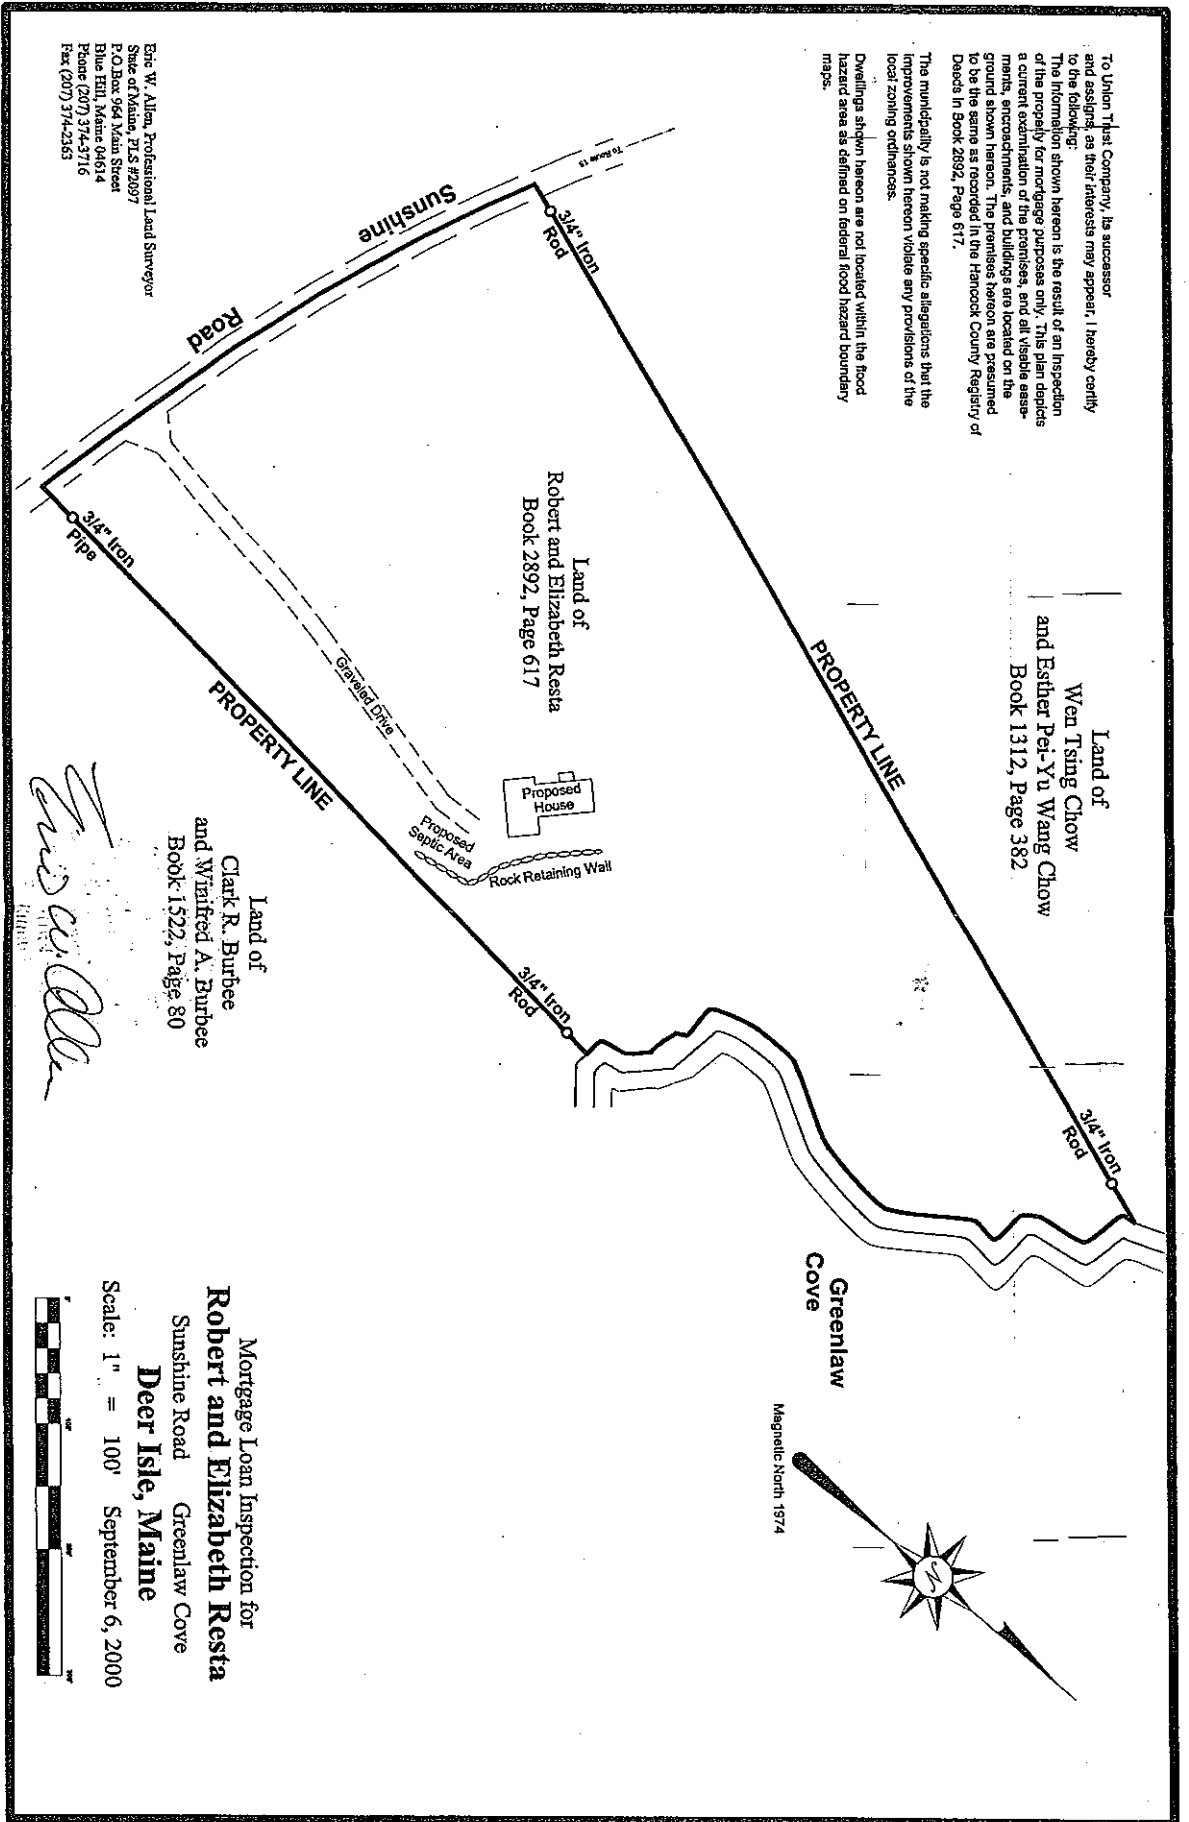 To Union Trust Company, its successor
and assigns, as their interests may appear, I hereby certify
to the following:
The information shown hereon is the result of an inspection
of the property for mortgage purposes only. This plan depicts
a current examination of the premises, and all visable ease-
ments, encroachments, and buildings are located on the
ground shown hereon. The premises hereon are presumed
to be the same as recorded in the Hancock County Registry of
Deeds in Book 2892, Page 617.
The municipality is not making specific allegations that the
improvements shown hereon violate any provisions of the
local zoning ordinances.
Dwellings shown hereon are not located within the flood
hazard area as defined on federal flood hazard boundary
maps.
Land of
Wen Tsing Chow
and Esther Pei-Yu Wang Chow
Book 1312, Page 382
3/4" Iron
Rod
PROPERTY LINE
3/4" Iron
Rod
To Route 15
Sunshine
Road
Land of
Robert and Elizabeth Resta
Book 2892, Page 617
Proposed
House
Graveled Drive
Proposed
Septic Area
Rock Retaining Wall
3/4" Iron
Pipe
PROPERTY LINE
3/4" Iron
Rod
Greenlaw
Cove
Magnetic North 1974
N
Land of
Clark R. Burbee
and Winifred A. Burbee
Book 1522, Page 80
Eric W. Allen, Professional Land Surveyor
State of Maine, PLS #2097
P.O.Box 964 Main Street
Blue Hill, Maine 04614
Phone (207) 374-3716
Fax (207) 374-2363
Eric W. Allen
Mortgage Loan Inspection for
Robert and Elizabeth Resta
Sunshine Road Greenlaw Cove
Deer Isle, Maine
Scale: 1" = 100' September 6, 2000